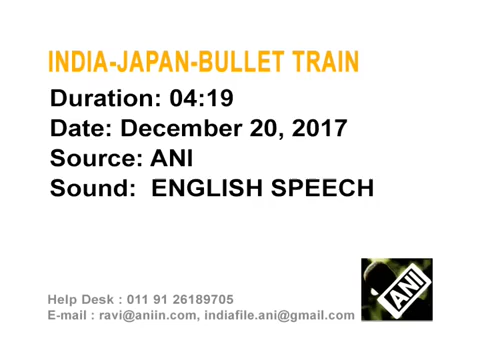 INDIA-JAPAN-BULLET TRAIN
Duration: 04:19
Date: December 20, 2017
Source: ANI
Sound:  ENGLISH SPEECH
ANI
Help Desk : 011 91 26189705
E-mail : ravi@aniin.com, indiafile.ani@gmail.com